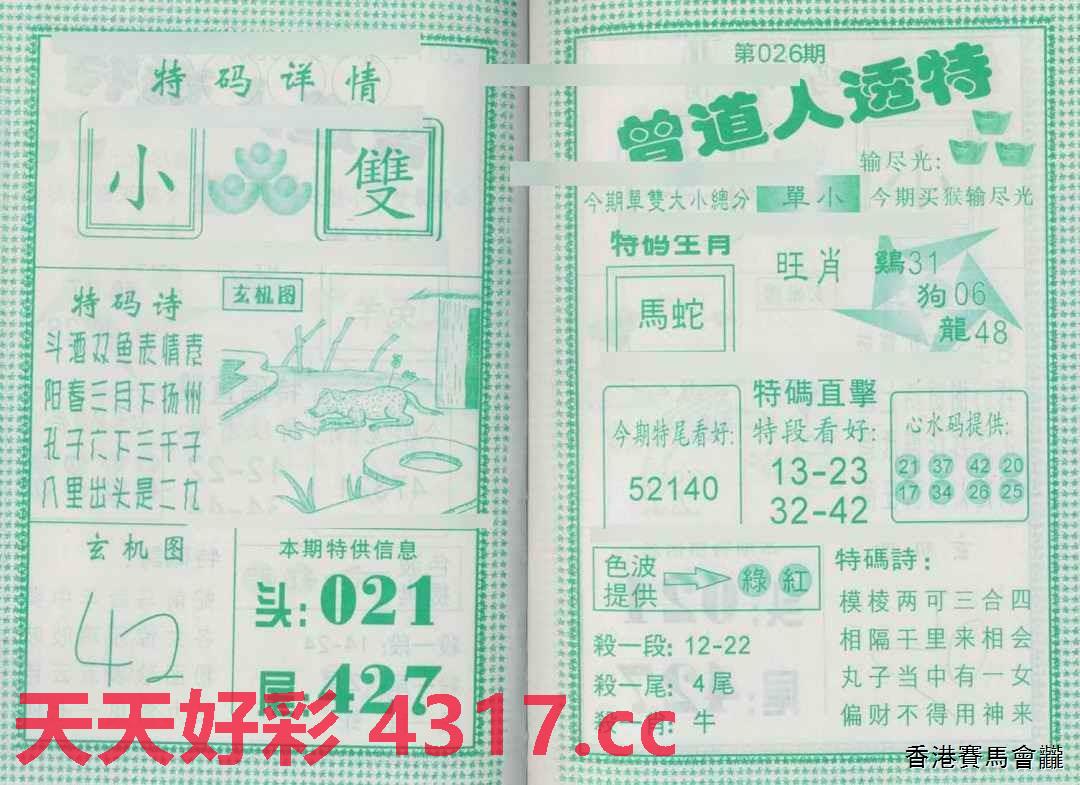 特码详情
小
雙
特码诗
斗酒双鱼表情
阳春三月下扬州
孔子六下三千子
八里出头是二九
玄机图
玄机图
42
本期特供信息
头:021
尾:427
第026期
曾道人透特
输尽光:
今期單雙大小總分
單小
今期买猴输尽光
特码生肖
馬蛇
旺肖
鷄31
狗06
龍48
今期特尾看好:
52140
特碼直擊
特段看好:
13-23
32-42
心水码提供:
21 37 42 20
17 34 26 25
色波
提供
綠 紅
殺一段: 12-22
殺一尾: 4尾
殺一肖: 牛
特碼詩:
模棱两可三合四
相隔千里来相会
丸子当中有一女
偏财不得用神来
天天好彩 4317.cc
香港賽馬會